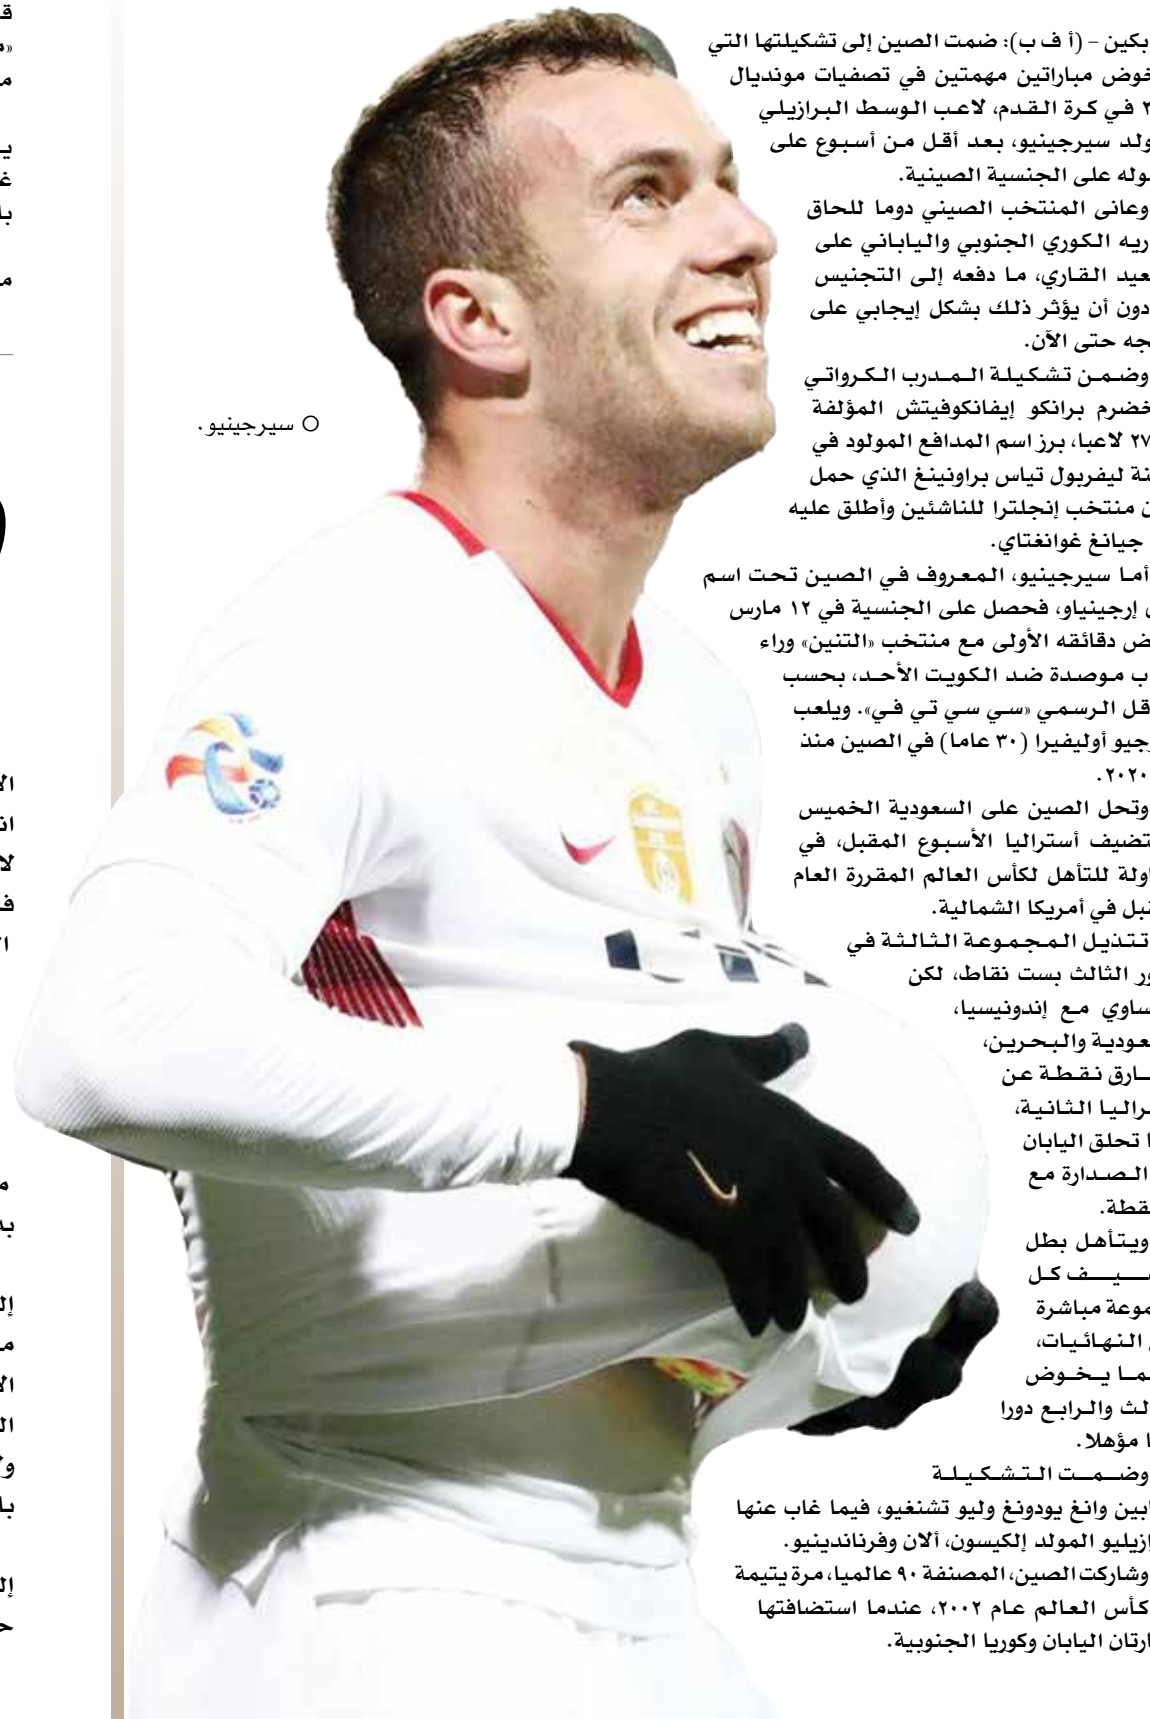 بكين – (أ ف ب): ضمت الصين إلى تشكيلتها التي
خوض مباراتين مهمتين في تصفيات مونديال
في كرة القدم، لاعب الوسط البرازيلي
ولد سيرجينيو، بعد أقل من أسبوع على
وله على الجنسية الصينية.
وعانى المنتخب الصيني دوما للحاق
ريه الكوري الجنوبي والياباني على
عيد القاري، ما دفعه إلى التجنيس
دون أن يؤثر ذلك بشكل إيجابي على
جه حتى الآن.
وضمن تشكيلة المدرب الكرواتي
خضرم برانكو إيفانكوفيتش المؤلفة
٢٧ لاعبا، برز اسم المدافع المولود في
نة ليفربول تياس براونينغ الذي حمل
ن منتخب إنجلترا للناشئين وأطلق عليه
جيانغ غوانغتاي.
أما سيرجينيو، المعروف في الصين تحت اسم
إرجينياو، فحصل على الجنسية في ١٢ مارس
ض دقائقه الأولى مع منتخب «التنين» وراء
ب موصدة ضد الكويت الأحد، بحسب
قل الرسمي «سي سي تي في». ويلعب
رجيو أوليفيرا (٣٠ عاما) في الصين منذ
٢٠٢٠.
وتحل الصين على السعودية الخميس
تضيف أستراليا الأسبوع المقبل، في
اولة للتأهل لكأس العالم المقررة العام
بل في أمريكا الشمالية.
تتذيل المجموعة الثالثة في
ور الثالث بست نقاط، لكن
ساوي مع إندونيسيا،
عودية والبحرين،
ارق نقطة عن
راليا الثانية،
ا تحلق اليابان
الصدارة مع
قطة.
ويتأهل بطل
يف كل
موعة مباشرة
النهائيات،
ما يخوض
لث والرابع دورا
ا مؤهلا.
وضمت التشكيلة
ابين وانغ يودونغ وليو تشنغيو، فيما غاب عنها
ازيليو المولد إلكيسون، ألان وفرناندينيو.
وشاركت الصين، المصنفة ٩٠ عالميا، مرة يتيمة
كأس العالم عام ٢٠٠٢، عندما استضافتها
ارتان اليابان وكوريا الجنوبية.
سيرجينيو.